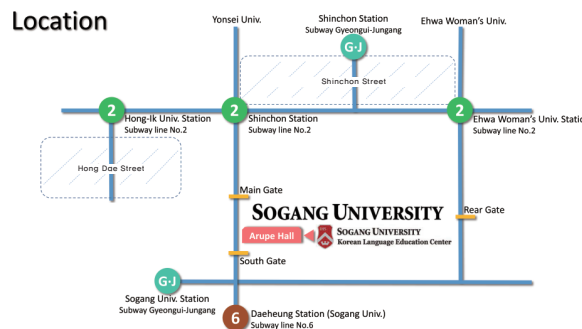 Location
Yonsei Univ.
Shinchon Station
Subway Gyeongui-Jungang
Ehwa Woman's Univ.
G·J
Shinchon Street
2
2
2
Hong-Ik Univ. Station
Subway line No.2
Shinchon Station
Subway line No.2
Ehwa Woman's Univ. Stati
Subway line No.2
Hong Dae Street
Main Gate
SOGANG UNIVERSITY
Rear Gate
Arupe Hall
SOGANG UNIVERSITY
Korean Language Education Center
South Gate
G·J
Sogang Univ. Station
Subway Gyeongui-Jungang
6
Daeheung Station (Sogang Univ.)
Subway line No.6